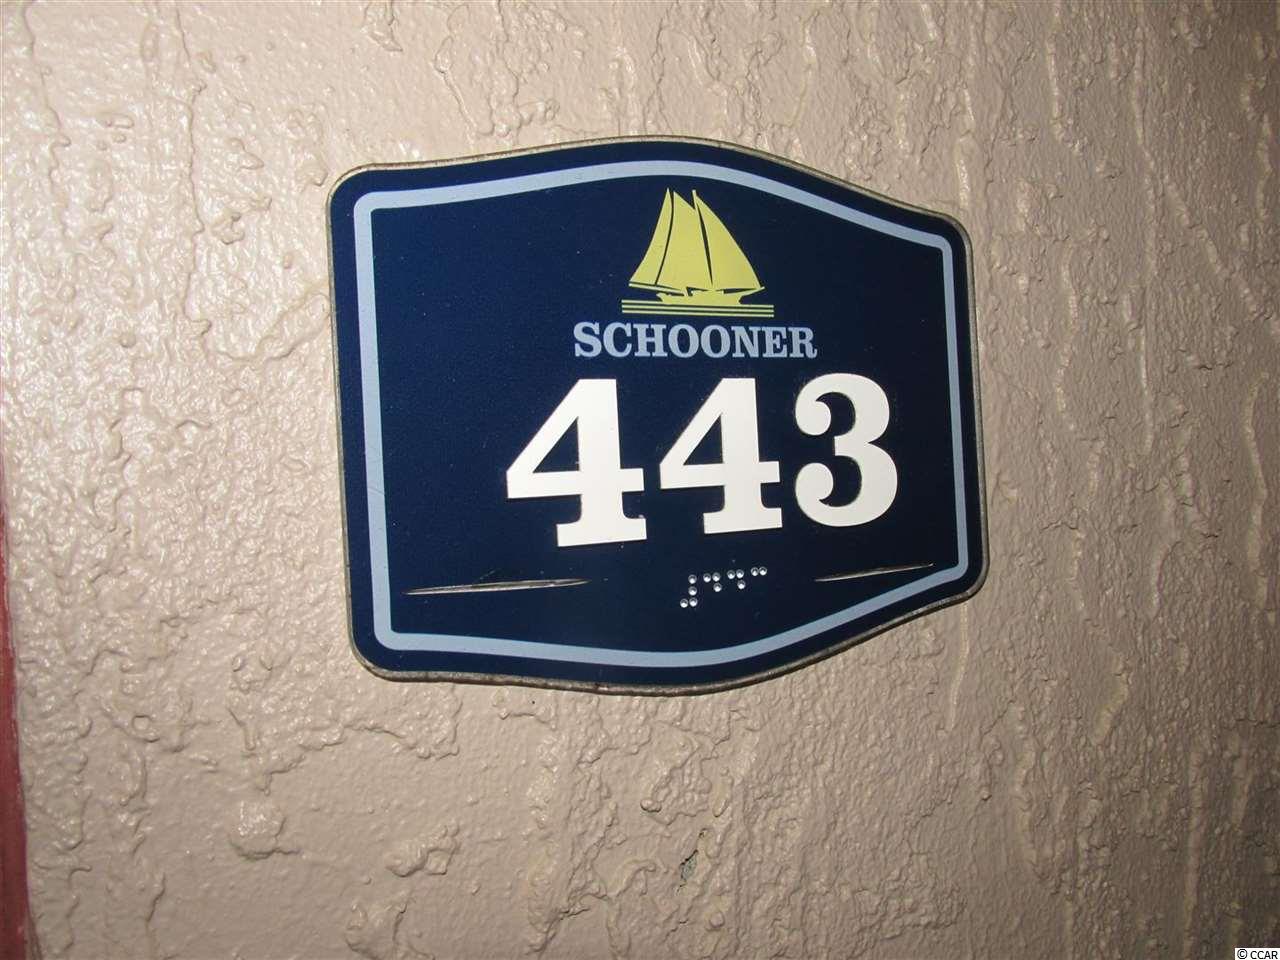 SCHOONER
443
⠼⠙⠙⠉
© CCAR